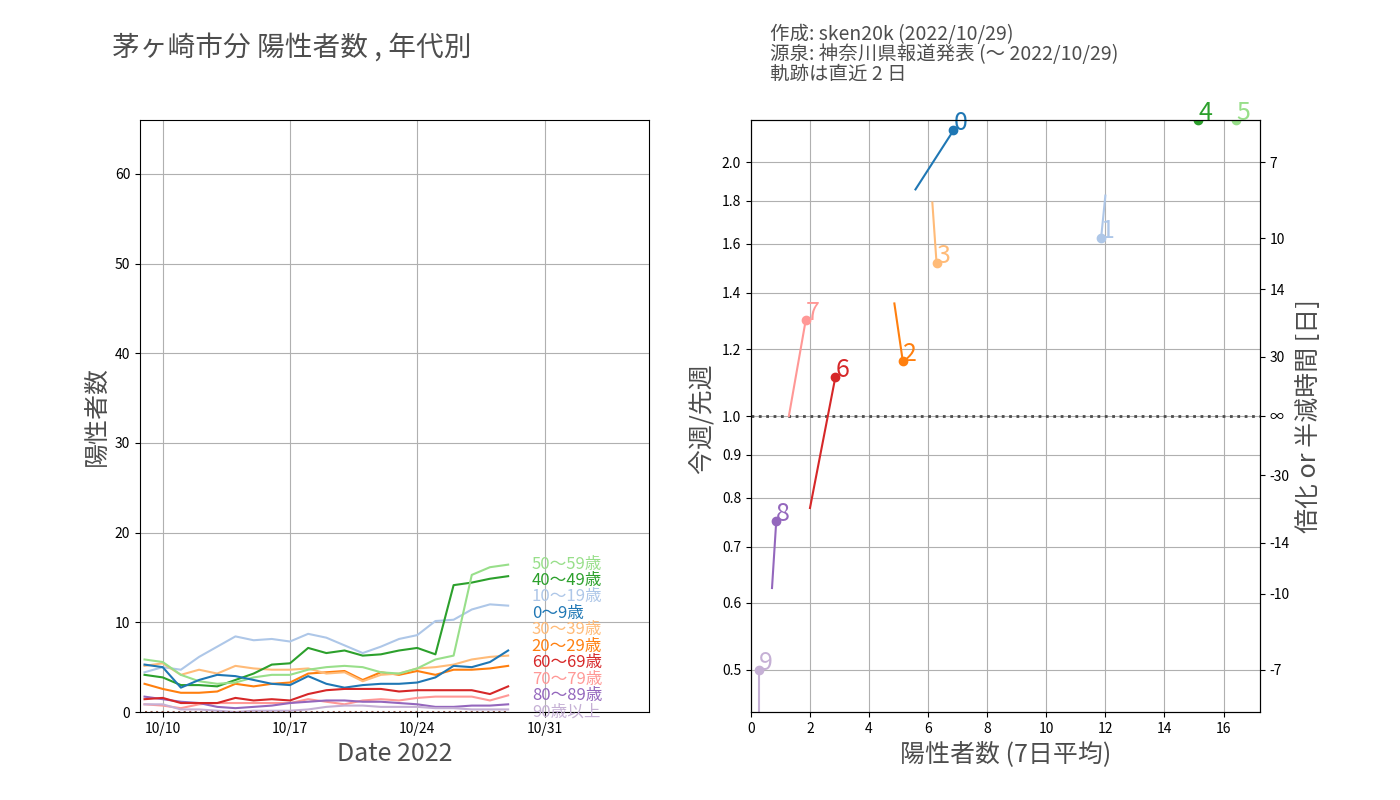 茅ヶ崎市分 陽性者数 , 年代別
作成: sken20k (2022/10/29)
源泉: 神奈川県報道発表 (〜 2022/10/29)
軌跡は直近 2 日
陽性者数
60
50
40
30
20
10
0
50〜59歳
40〜49歳
10〜19歳
0〜9歳
30〜39歳
20〜29歳
60〜69歳
70〜79歳
80〜89歳
90歳以上
10/10 10/17 10/24 10/31
Date 2022
今週/先週
2.0
1.8
1.6
1.4
1.2
1.0
0.9
0.8
0.7
0.6
0.5
4 5
0
1
3
7
2
6
8
9
7
10
14
30
∞
-30
-14
-10
-7
倍化 or 半減時間 [日]
0 2 4 6 8 10 12 14 16
陽性者数 (7日平均)